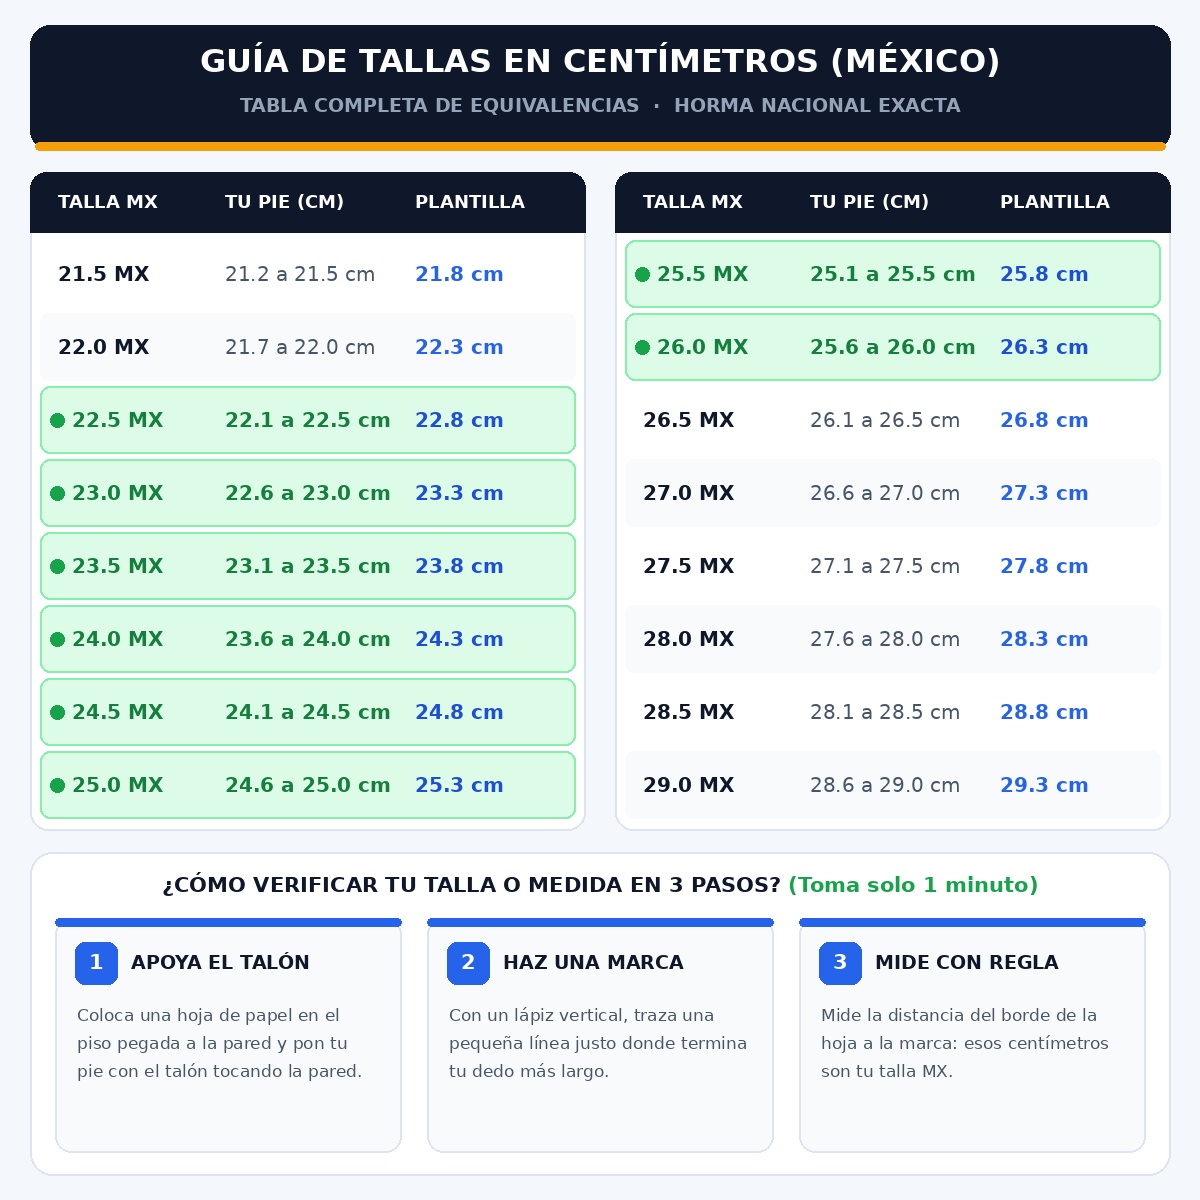 GUÍA DE TALLAS EN CENTÍMETROS (MÉXICO)
TABLA COMPLETA DE EQUIVALENCIAS · HORMA NACIONAL EXACTA
TALLA MX TU PIE (CM) PLANTILLA
21.5 MX 21.2 a 21.5 cm 21.8 cm
22.0 MX 21.7 a 22.0 cm 22.3 cm
22.5 MX 22.1 a 22.5 cm 22.8 cm
23.0 MX 22.6 a 23.0 cm 23.3 cm
23.5 MX 23.1 a 23.5 cm 23.8 cm
24.0 MX 23.6 a 24.0 cm 24.3 cm
24.5 MX 24.1 a 24.5 cm 24.8 cm
25.0 MX 24.6 a 25.0 cm 25.3 cm
TALLA MX TU PIE (CM) PLANTILLA
25.5 MX 25.1 a 25.5 cm 25.8 cm
26.0 MX 25.6 a 26.0 cm 26.3 cm
26.5 MX 26.1 a 26.5 cm 26.8 cm
27.0 MX 26.6 a 27.0 cm 27.3 cm
27.5 MX 27.1 a 27.5 cm 27.8 cm
28.0 MX 27.6 a 28.0 cm 28.3 cm
28.5 MX 28.1 a 28.5 cm 28.8 cm
29.0 MX 28.6 a 29.0 cm 29.3 cm
¿CÓMO VERIFICAR TU TALLA O MEDIDA EN 3 PASOS? (Toma solo 1 minuto)
1 APOYA EL TALÓN
Coloca una hoja de papel en el
piso pegada a la pared y pon tu
pie con el talón tocando la pared.
2 HAZ UNA MARCA
Con un lápiz vertical, traza una
pequeña línea justo donde termina
tu dedo más largo.
3 MIDE CON REGLA
Mide la distancia del borde de la
hoja a la marca: esos centímetros
son tu talla MX.